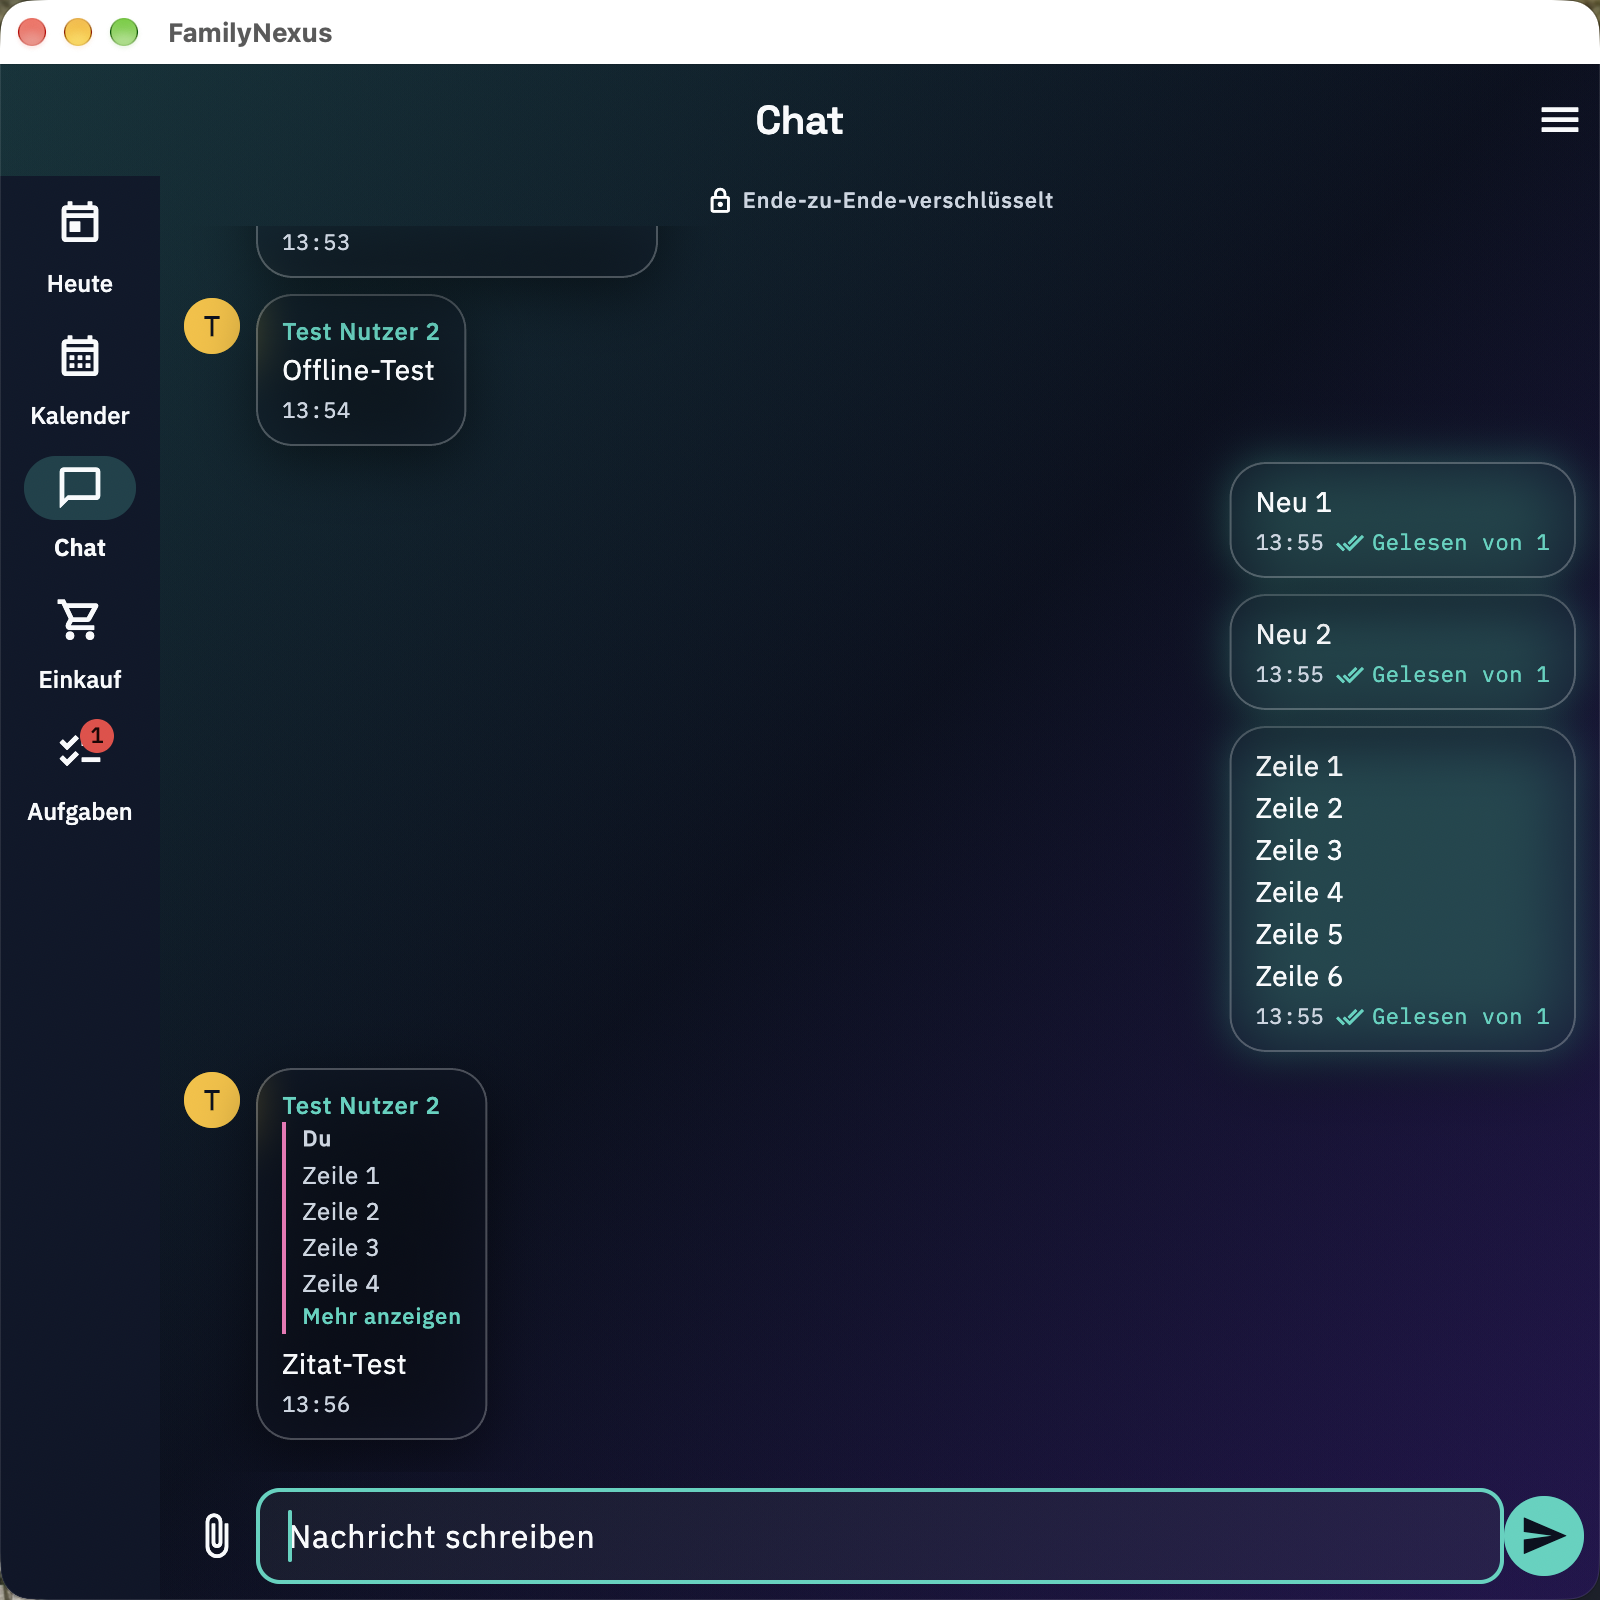 FamilyNexus
Chat
Ende-zu-Ende-verschlüsselt
Heute
Kalender
Chat
Einkauf
1
Aufgaben
13:53
T
Test Nutzer 2
Offline-Test
13:54
Neu 1
13:55 Gelesen von 1
Neu 2
13:55 Gelesen von 1
Zeile 1
Zeile 2
Zeile 3
Zeile 4
Zeile 5
Zeile 6
13:55 Gelesen von 1
T
Test Nutzer 2
Du
Zeile 1
Zeile 2
Zeile 3
Zeile 4
Mehr anzeigen
Zitat-Test
13:56
Nachricht schreiben